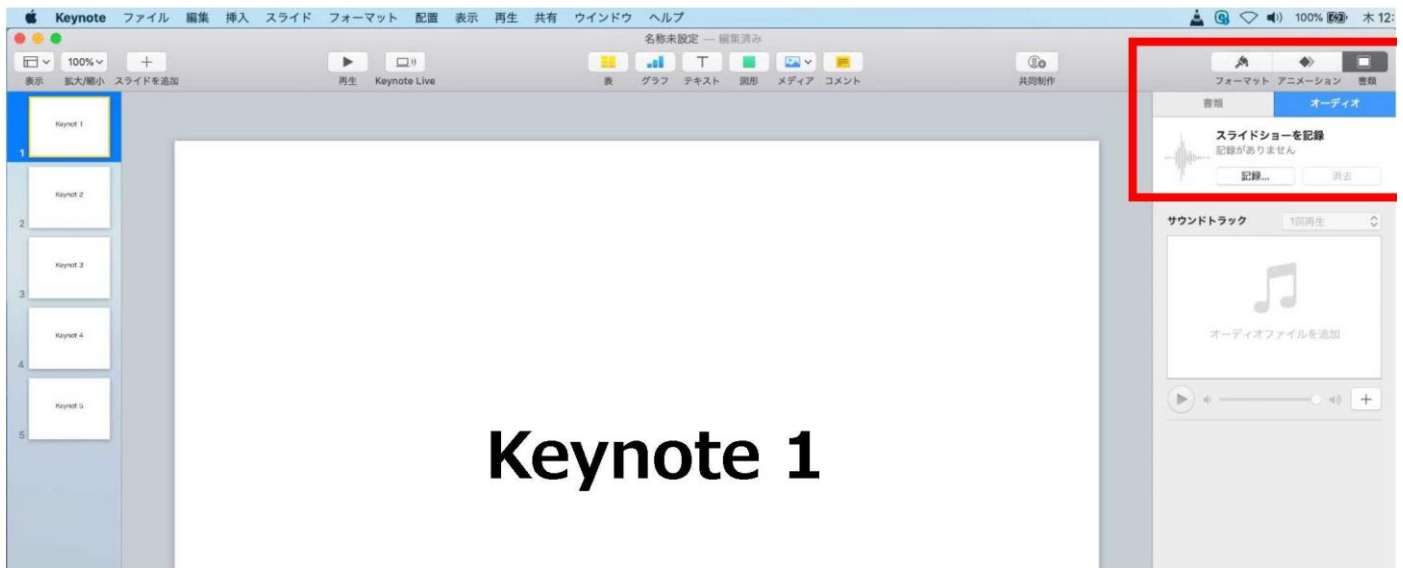 Keynote ファイル 編集 挿入 スライド フォーマット 配置 表示 再生 共有 ウインドウ ヘルプ 100% 木 12:
名称未設定 — 編集済み
100%
表示 拡大/縮小 スライドを追加 再生 Keynote Live 表 グラフ テキスト 図形 メディア コメント 共同制作 フォーマット アニメーション 書類
書類 オーディオ
スライドショーを記録
記録がありません
記録... 消去
サウンドトラック 1回再生
オーディオファイルを追加
Keynot 1
1
Keynot 2
2
Keynot 3
3
Keynot 4
4
Keynot 5
5
Keynote 1